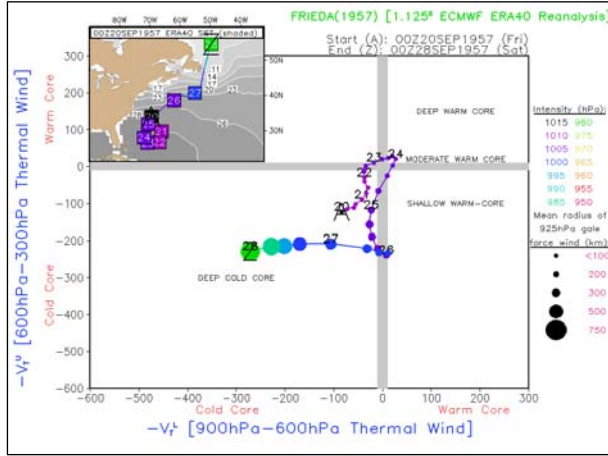 FRIEDA(1957) [1.125° ECMWF ERA40 Reanalysis]
Start (A): 00Z20SEP1957 (Fri)
End (Z): 00Z28SEP1957 (Sat)
80W 70W 60W 50W 40W
00Z20SEP1957 ERA40 SST (shaded)
50N
40N
30N
26
27
24
21
22
−V_T^U [600hPa−300hPa Thermal Wind]
Warm Core
Cold Core
300
200
100
0
−100
−200
−300
−400
−500
−600
DEEP WARM CORE
MODERATE WARM CORE
SHALLOW WARM−CORE
DEEP COLD CORE
23 24
22
21
20
25
28 27 26
A
Z
−600 −500 −400 −300 −200 −100 0 100 200 300
Cold Core Warm Core
−V_T^L [900hPa−600hPa Thermal Wind]
Intensity (hPa):
1015 980
1010 975
1005 970
1000 965
995 960
990 955
985 950
Mean radius of
925hPa gale
force wind (km):
<100
200
300
500
750